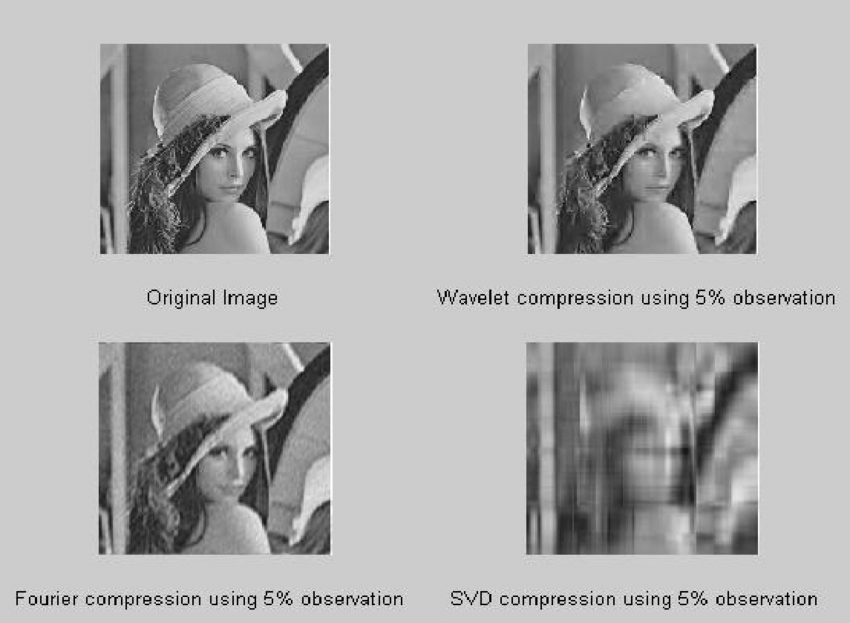 Original Image
Wavelet compression using 5% observation
Fourier compression using 5% observation
SVD compression using 5% observation